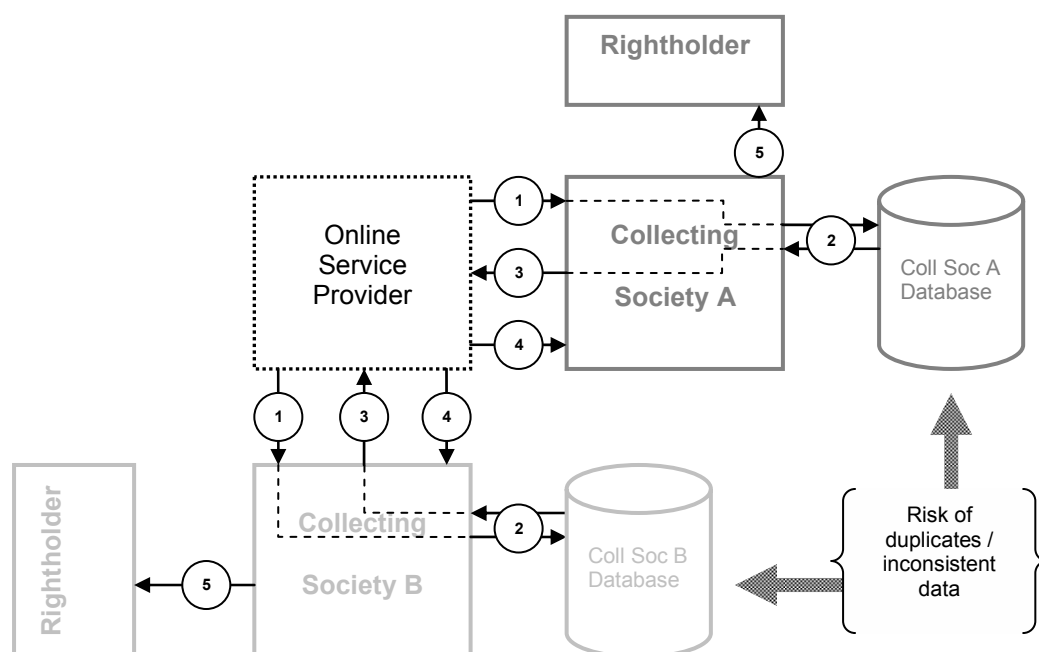 Rightholder
5
Online
Service
Provider
1
Collecting
2
3
Society A
4
Coll Soc A
Database
1
3
4
Rightholder
Collecting
2
Society B
5
Coll Soc B
Database
Risk of
duplicates /
inconsistent
data